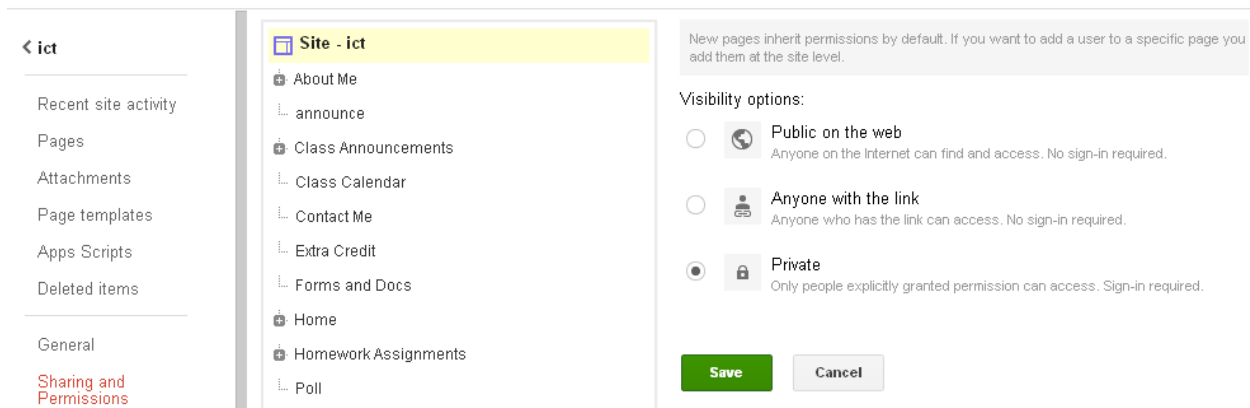 ict
Recent site activity
Pages
Attachments
Page templates
Apps Scripts
Deleted items
General
Sharing and
Permissions
Site - ict
About Me
announce
Class Announcements
Class Calendar
Contact Me
Extra Credit
Forms and Docs
Home
Homework Assignments
Poll
New pages inherit permissions by default. If you want to add a user to a specific page you
add them at the site level.
Visibility options:
Public on the web
Anyone on the Internet can find and access. No sign-in required.
Anyone with the link
Anyone who has the link can access. No sign-in required.
Private
Only people explicitly granted permission can access. Sign-in required.
Save
Cancel